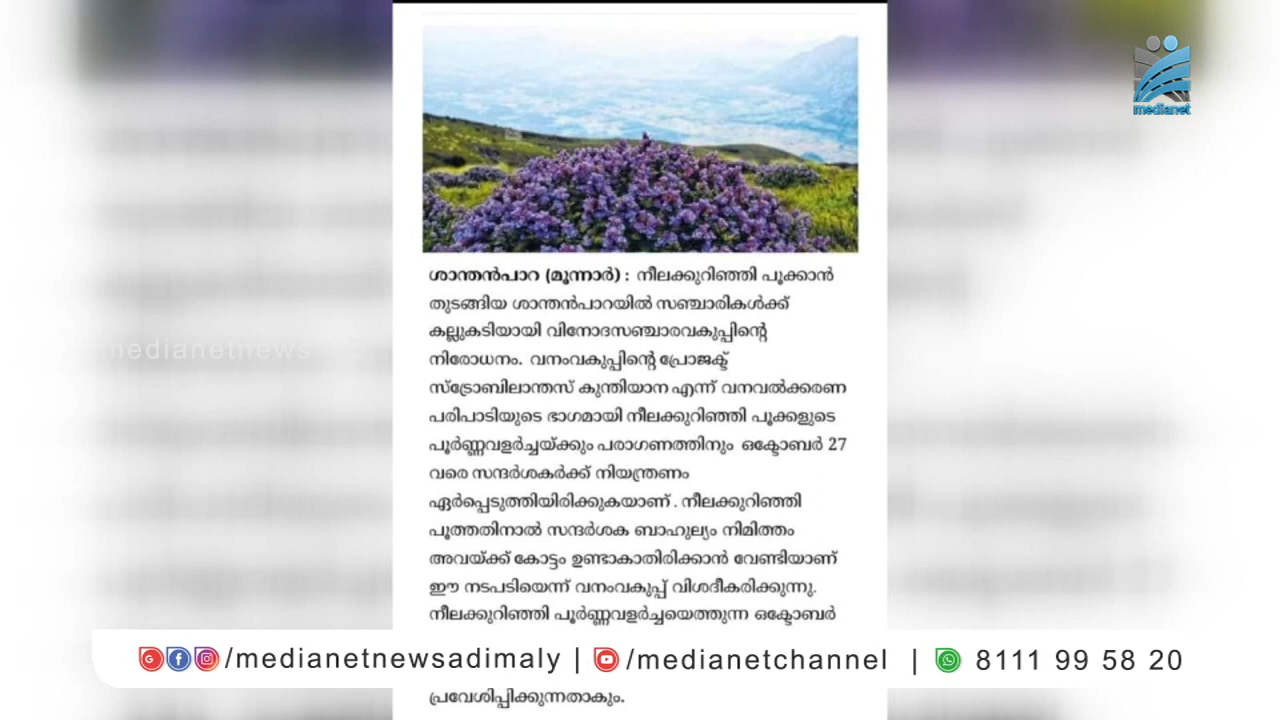 medianet
ശാന്തൻപാറ (മൂന്നാർ) : നീലക്കുറിഞ്ഞി പൂക്കാൻ
തുടങ്ങിയ ശാന്തൻപാറയിൽ സഞ്ചാരികൾക്ക്
കല്ലുകടിയായി വിനോദസഞ്ചാരവകുപ്പിന്റെ
നിരോധനം. വനംവകുപ്പിന്റെ പ്രോജക്ട്
സ്ട്രോബിലാന്തസ് കുന്തിയാന എന്ന് വനവൽക്കരണ
പരിപാടിയുടെ ഭാഗമായി നീലക്കുറിഞ്ഞി പൂക്കളുടെ
പൂർണ്ണവളർച്ചയ്ക്കും പരാഗണത്തിനും ഒക്ടോബർ 27
വരെ സന്ദർശകർക്ക് നിയന്ത്രണം
ഏർപ്പെടുത്തിയിരിക്കുകയാണ് . നീലക്കുറിഞ്ഞി
പൂത്തതിനാൽ സന്ദർശക ബാഹുല്യം നിമിത്തം
അവയ്ക്ക് കോട്ടം ഉണ്ടാകാതിരിക്കാൻ വേണ്ടിയാണ്
ഈ നടപടിയെന്ന് വനംവകുപ്പ് വിശദീകരിക്കുന്നു.
നീലക്കുറിഞ്ഞി പൂർണ്ണവളർച്ചയെത്തുന്ന ഒക്ടോബർ
പ്രവേശിപ്പിക്കുന്നതാകും.
medianetnews
/medianetnewsadimaly | /medianetchannel | 8111 99 58 20